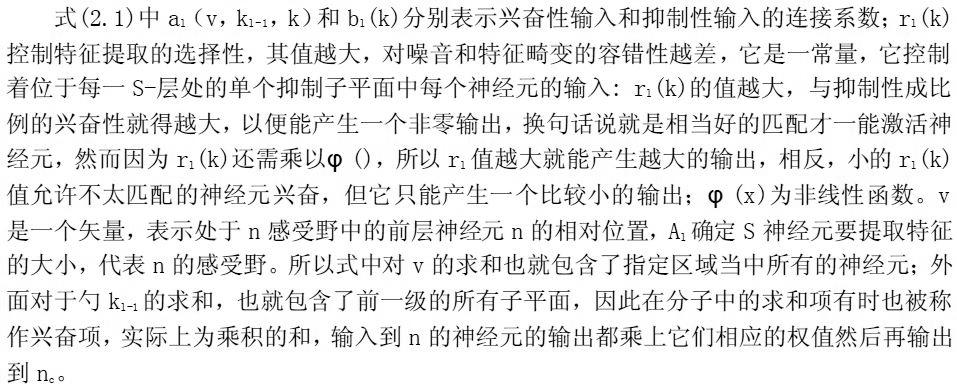 式(2.1)中 a₁（v, k₁₋₁, k）和 b₁(k)分别表示兴奋性输入和抑制性输入的连接系数；r₁(k)
控制特征提取的选择性，其值越大，对噪音和特征畸变的容错性越差，它是一常量，它控制
着位于每一 S-层处的单个抑制子平面中每个神经元的输入: r₁(k)的值越大，与抑制性成比
例的兴奋性就得越大，以便能产生一个非零输出，换句话说就是相当好的匹配才一能激活神
经元，然而因为 r₁(k)还需乘以φ (),所以 r₁值越大就能产生越大的输出，相反，小的 r₁(k)
值允许不太匹配的神经元兴奋，但它只能产生一个比较小的输出；φ (x)为非线性函数。v
是一个矢量，表示处于 n 感受野中的前层神经元 n 的相对位置，A₁确定 S 神经元要提取特征
的大小，代表 n 的感受野。所以式中对 v 的求和也就包含了指定区域当中所有的神经元；外
面对于勺 k₁₋₁的求和，也就包含了前一级的所有子平面，因此在分子中的求和项有时也被称
作兴奋项，实际上为乘积的和，输入到 n 的神经元的输出都乘上它们相应的权值然后再输出
到 n꜀。